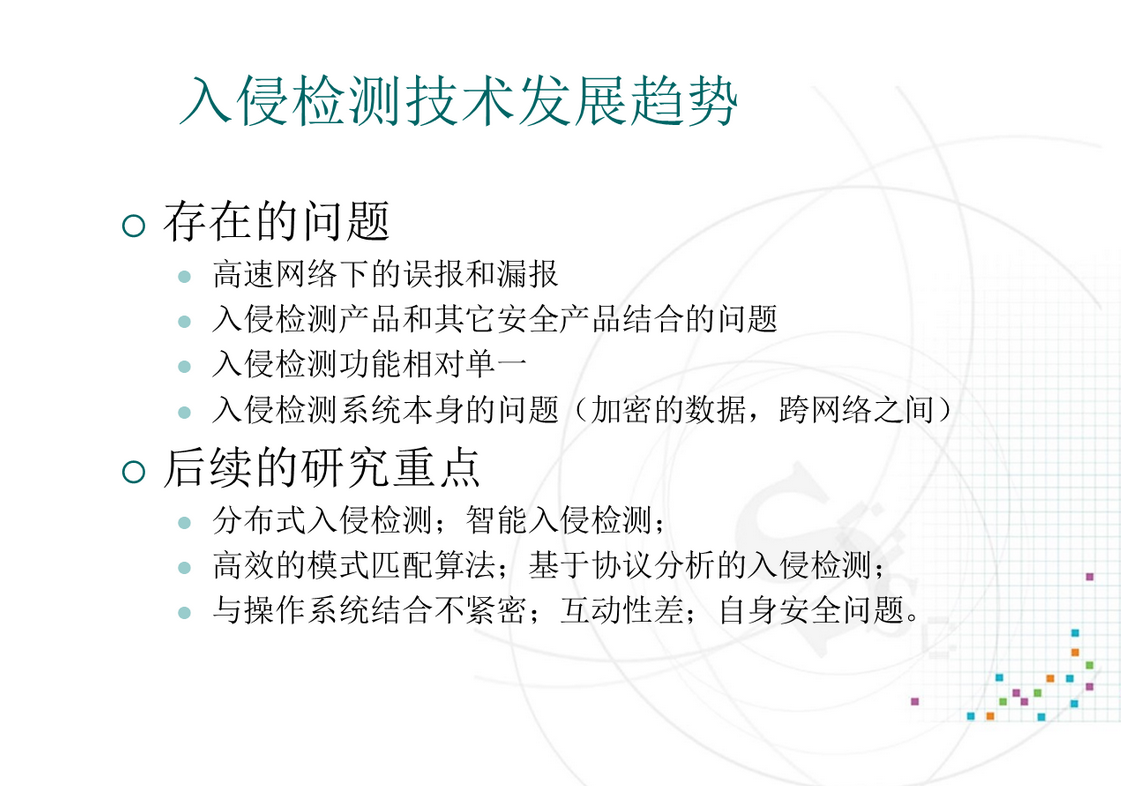 入侵检测技术发展趋势
存在的问题
高速网络下的误报和漏报
入侵检测产品和其它安全产品结合的问题
入侵检测功能相对单一
入侵检测系统本身的问题（加密的数据，跨网络之间）
后续的研究重点
分布式入侵检测；智能入侵检测；
高效的模式匹配算法；基于协议分析的入侵检测；
与操作系统结合不紧密；互动性差；自身安全问题。